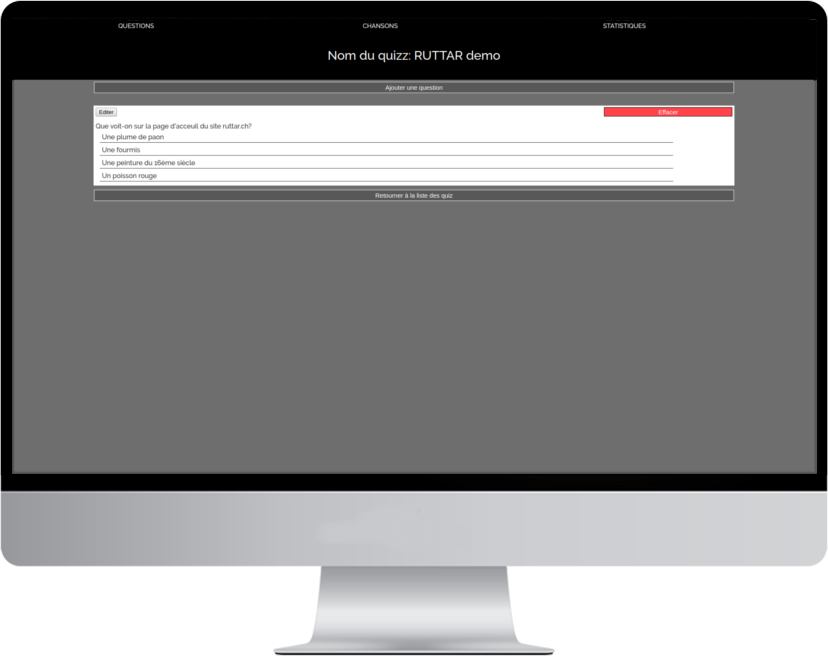 QUESTIONS CHANSONS STATISTIQUES
Nom du quizz: RUTTAR demo
Ajouter une question
Editer Effacer
Que voit-on sur la page d'acceuil du site ruttar.ch?
Une plume de paon
Une fourmis
Une peinture du 16ème siècle
Un poisson rouge
Retourner à la liste des quiz